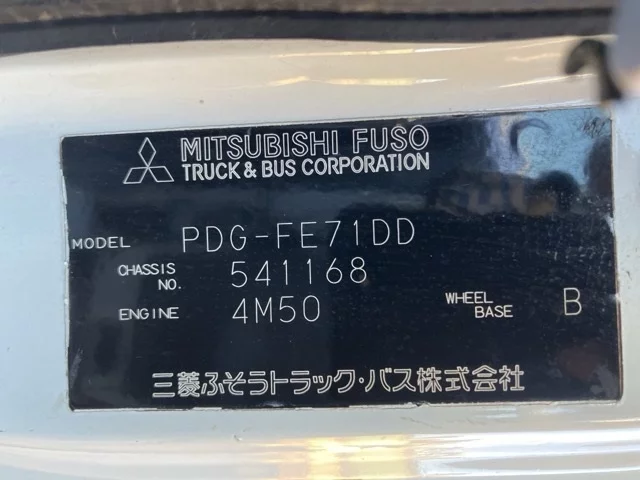 MITSUBISHI FUSO
TRUCK & BUS CORPORATION
MODEL PDG-FE71DD
CHASSIS NO. 541168
ENGINE 4M50 WHEEL BASE B
三菱ふそうトラック・バス株式会社